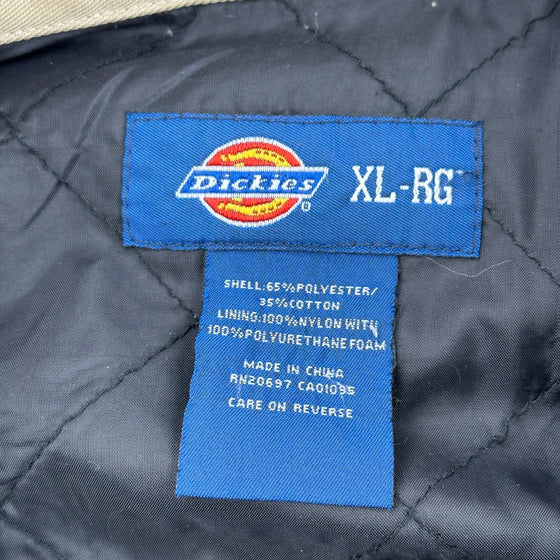 Dickies®
XL-RG
SHELL:65%POLYESTER/
35%COTTON
LINING:100%NYLON WITH
100%POLYURETHANE FOAM
MADE IN CHINA
RN20697 CA01095
CARE ON REVERSE